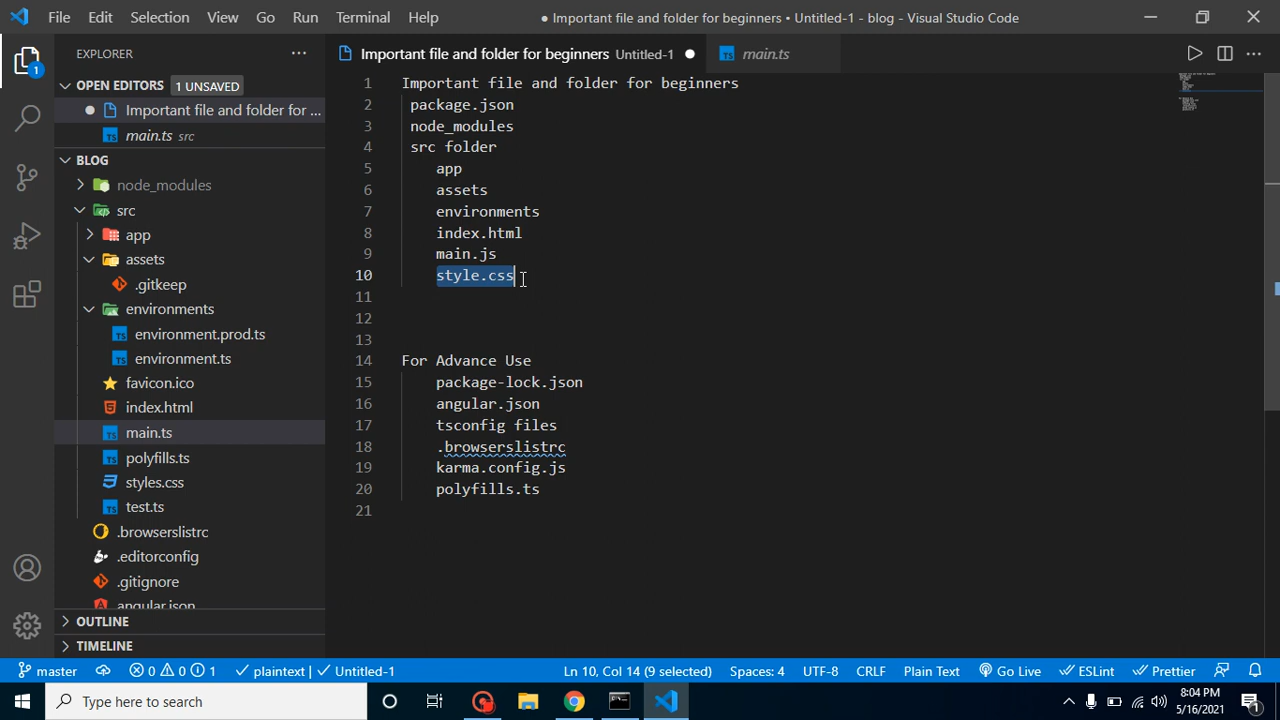 File Edit Selection View Go Run Terminal Help
● Important file and folder for beginners • Untitled-1 - blog - Visual Studio Code
EXPLORER
Important file and folder for beginners Untitled-1
main.ts
OPEN EDITORS
1 UNSAVED
Important file and folder for ...
main.ts src
BLOG
node_modules
src
app
assets
.gitkeep
environments
environment.prod.ts
environment.ts
favicon.ico
index.html
main.ts
polyfills.ts
styles.css
test.ts
.browserslistrc
.editorconfig
.gitignore
angular.json
OUTLINE
TIMELINE
1
1 Important file and folder for beginners
2 package.json
3 node_modules
4 src folder
5 app
6 assets
7 environments
8 index.html
9 main.js
10 style.css
11
12
13
14 For Advance Use
15 package-lock.json
16 angular.json
17 tsconfig files
18 .browserslistrc
19 karma.config.js
20 polyfills.ts
21
master 0 0 1 plaintext | Untitled-1 Ln 10, Col 14 (9 selected) Spaces: 4 UTF-8 CRLF Plain Text Go Live ESLint Prettier
Type here to search
8:04 PM
5/16/2021
1